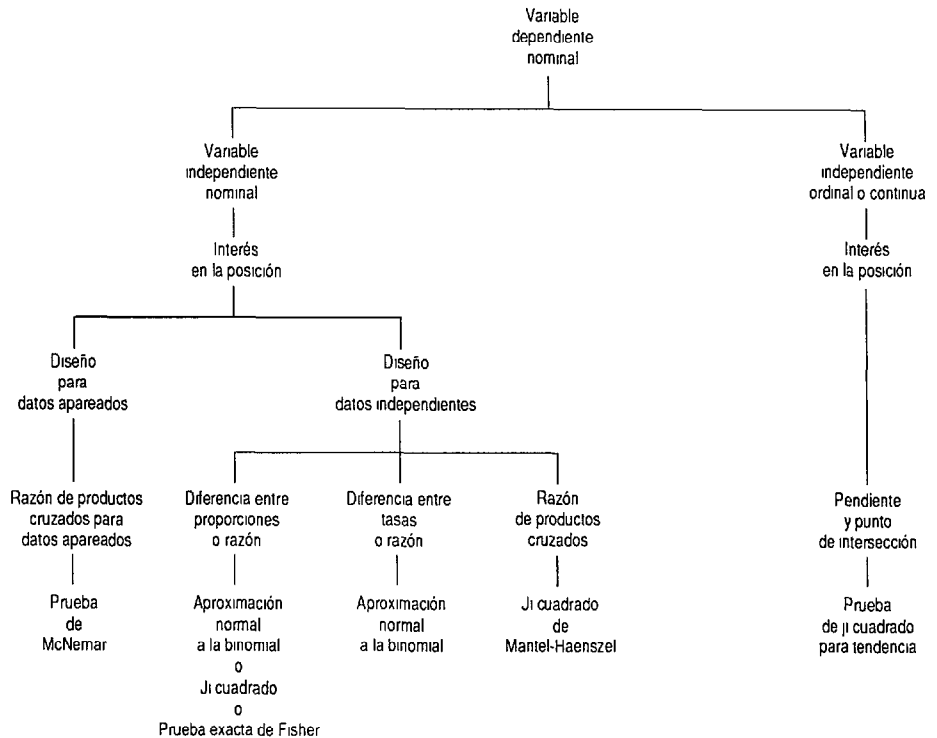 Variable
dependiente
nominal
Variable
independiente
nominal
Variable
independiente
ordinal o continua
Interés
en la posición
Interés
en la posición
Diseño
para
datos apareados
Diseño
para
datos independientes
Razón de productos
cruzados para
datos apareados
Diferencia entre
proporciones
o razón
Diferencia entre
tasas
o razón
Razón
de productos
cruzados
Pendiente
y punto
de intersección
Prueba
de
McNemar
Aproximación
normal
a la binomial
o
Ji cuadrado
o
Prueba exacta de Fisher
Aproximación
normal
a la binomial
Ji cuadrado
de
Mantel-Haenszel
Prueba
de ji cuadrado
para tendencia